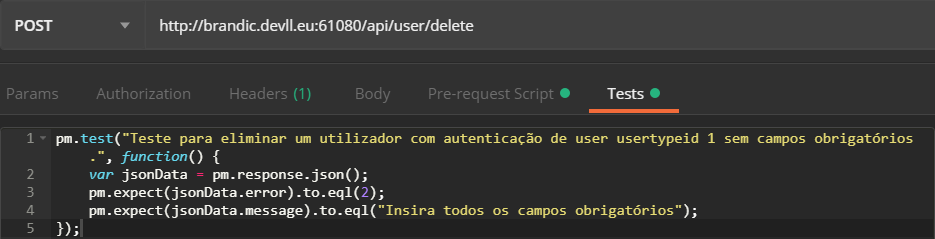 POST http://brandic.devll.eu:61080/api/user/delete
Params Authorization Headers (1) Body Pre-request Script Tests
1 pm.test("Teste para eliminar um utilizador com autenticação de user usertypeid 1 sem campos obrigatórios
.", function() {
2 var jsonData = pm.response.json();
3 pm.expect(jsonData.error).to.eql(2);
4 pm.expect(jsonData.message).to.eql("Insira todos os campos obrigatórios");
5 });